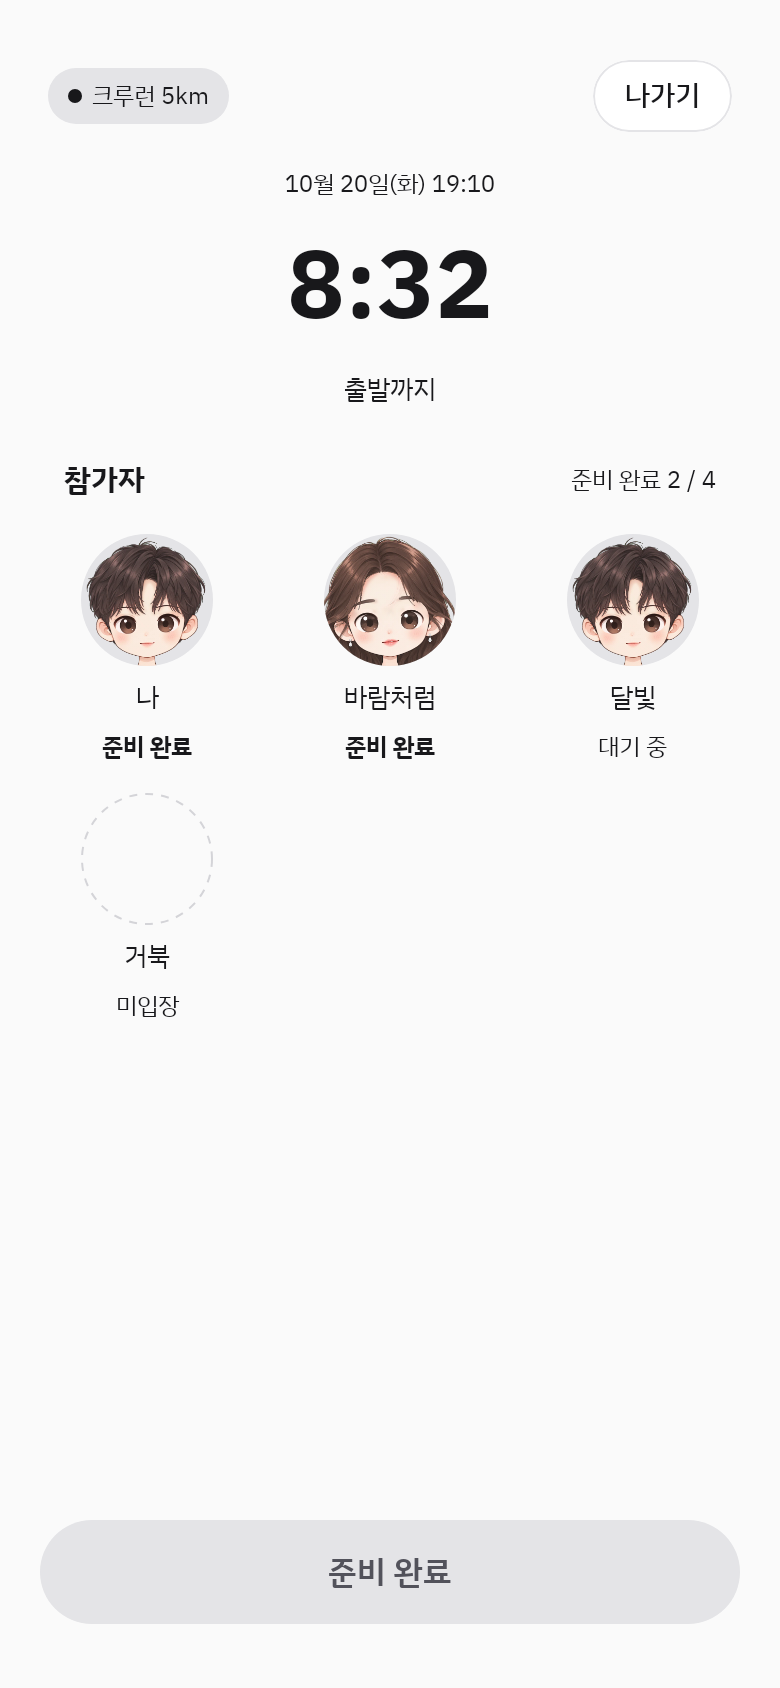 크루런 5km
나가기
10월 20일(화) 19:10
8:32
출발까지
참가자
준비 완료 2 / 4
나
바람처럼
달빛
준비 완료
준비 완료
대기 중
거북
미입장
준비 완료